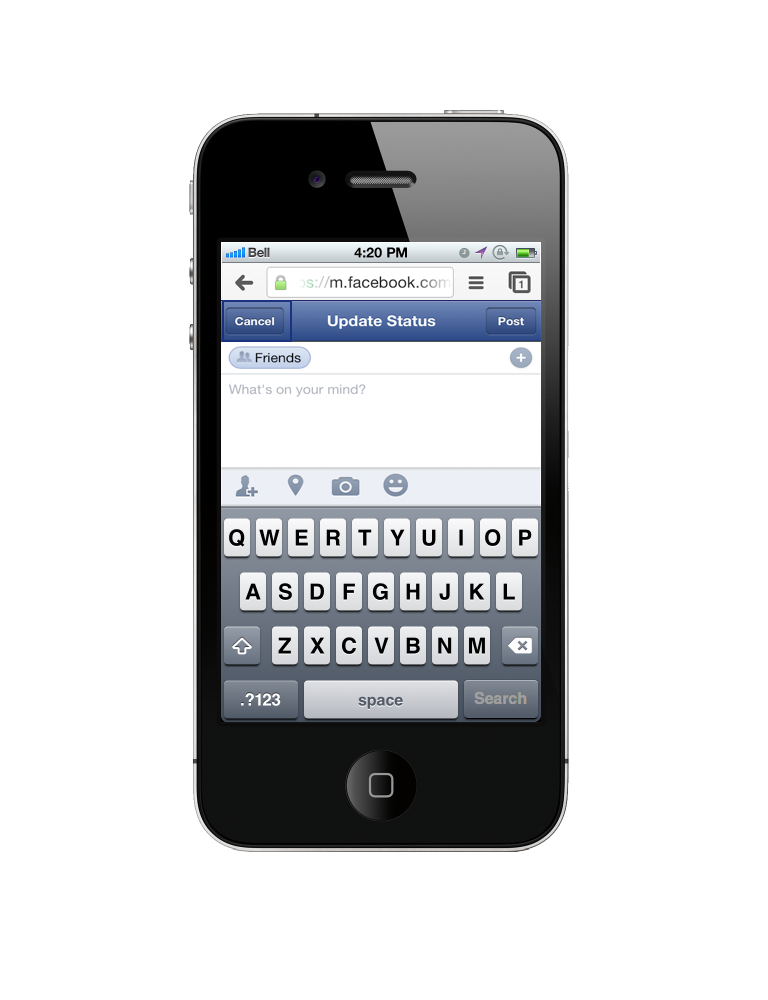 Bell 4:20 PM
ps://m.facebook.com 1
Cancel Update Status Post
Friends +
What's on your mind?
Q W E R T Y U I O P
A S D F G H J K L
Z X C V B N M
.?123 space Search